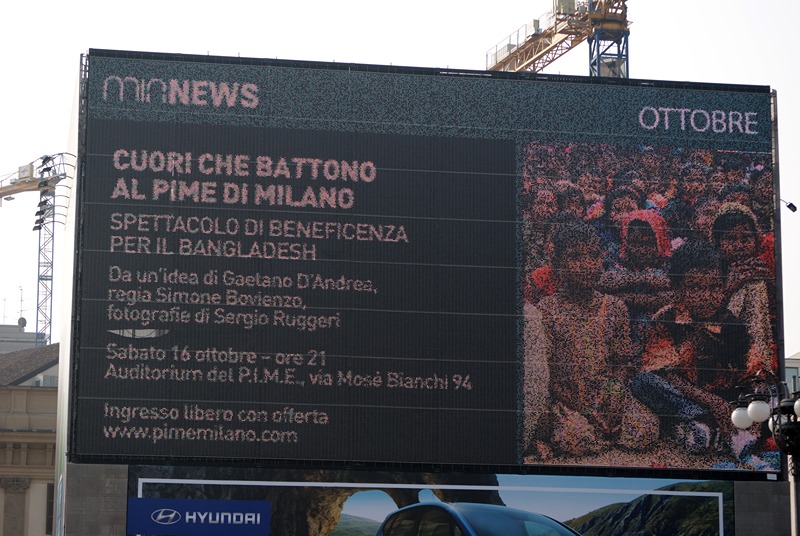 miaNEWS
OTTOBRE
CUORI CHE BATTONO
AL PIME DI MILANO
SPETTACOLO DI BENEFICENZA
PER IL BANGLADESH
Da un'idea di Gaetano D'Andrea,
regia Simone Bovienzo,
fotografie di Sergio Ruggeri
Sabato 16 ottobre - ore 21
Auditorium del P.I.M.E., via Mosè Bianchi 94
Ingresso libero con offerta
www.pimemilano.com
HYUNDAI